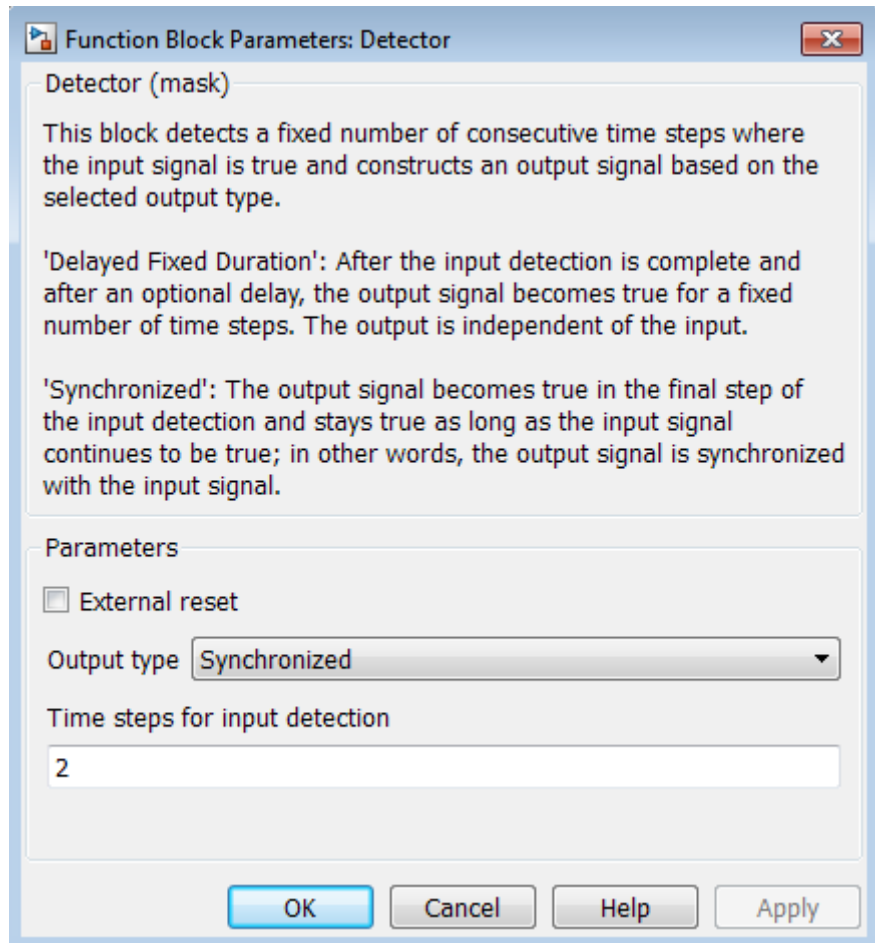 Function Block Parameters: Detector
Detector (mask)
This block detects a fixed number of consecutive time steps where
the input signal is true and constructs an output signal based on the
selected output type.
'Delayed Fixed Duration': After the input detection is complete and
after an optional delay, the output signal becomes true for a fixed
number of time steps. The output is independent of the input.
'Synchronized': The output signal becomes true in the final step of
the input detection and stays true as long as the input signal
continues to be true; in other words, the output signal is synchronized
with the input signal.
Parameters
External reset
Output type Synchronized
Time steps for input detection
2
OK Cancel Help Apply